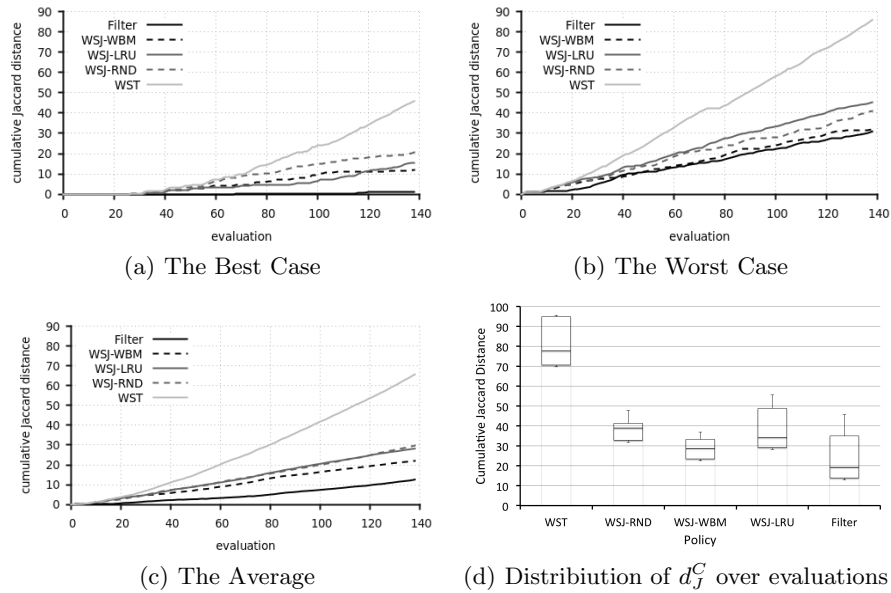 90
80
70
60
50
40
30
20
10
0
cumulative Jaccard distance
Filter
WSJ-WBM
WSJ-LRU
WSJ-RND
WST
0 20 40 60 80 100 120 140
evaluation
(a) The Best Case
90
80
70
60
50
40
30
20
10
0
cumulative Jaccard distance
Filter
WSJ-WBM
WSJ-LRU
WSJ-RND
WST
0 20 40 60 80 100 120 140
evaluation
(b) The Worst Case
90
80
70
60
50
40
30
20
10
0
cumulative Jaccard distance
Filter
WSJ-WBM
WSJ-LRU
WSJ-RND
WST
0 20 40 60 80 100 120 140
evaluation
(c) The Average
100
90
80
70
60
50
40
30
20
10
0
Cumulative Jaccard Distance
WST WSJ-RND WSJ-WBM WSJ-LRU Filter
Policy
(d) Distribiution of d_J^C over evaluations